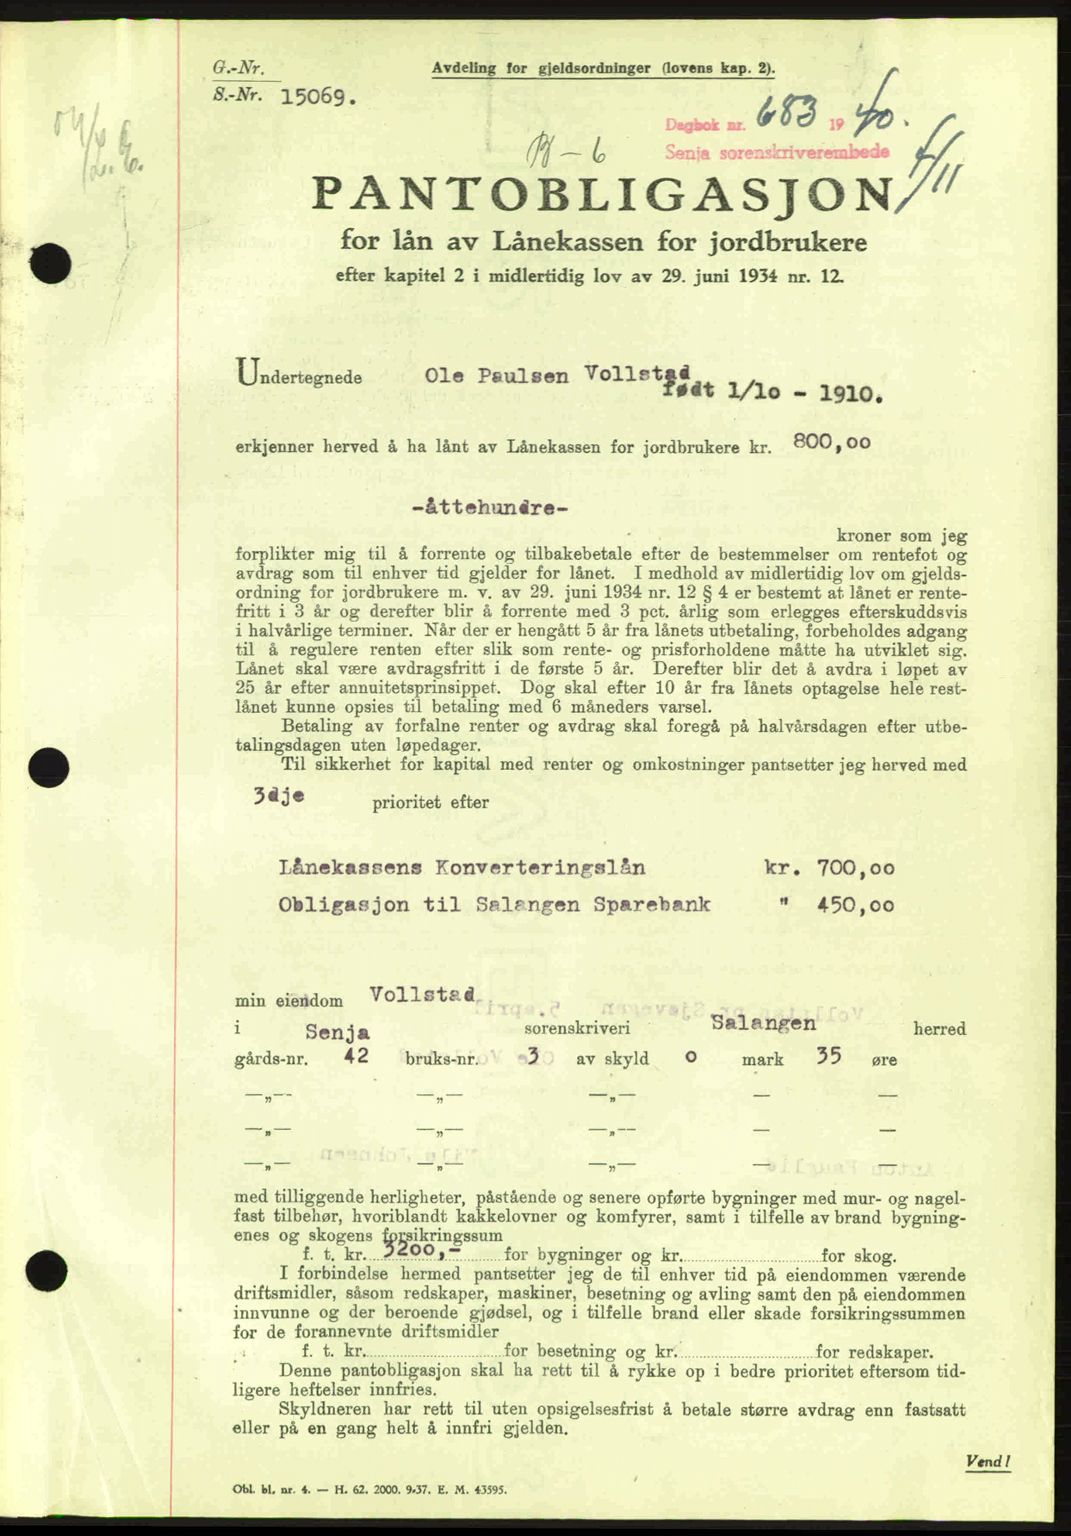 G.-Nr.
Avdeling for gjeldsordninger (lovens kap. 2).
S.-Nr. 15069.
Dagbok nr. 683 1940.
Senja sorenskriverembede
B - 6
PANTOBLIGASJON
for lån av Lånekassen for jordbrukere
efter kapitel 2 i midlertidig lov av 29. juni 1934 nr. 12.
Undertegnede Ole Paulsen Vollstad
født 1/10 - 1910.
erkjenner herved å ha lånt av Lånekassen for jordbrukere kr. 800,00
-åttehundre-
kroner som jeg
forplikter mig til å forrente og tilbakebetale efter de bestemmelser om rentefot og
avdrag som til enhver tid gjelder for lånet. I medhold av midlertidig lov om gjelds-
ordning for jordbrukere m. v. av 29. juni 1934 nr. 12 § 4 er bestemt at lånet er rente-
fritt i 3 år og derefter blir å forrente med 3 pct. årlig som erlegges efterskuddsvis
i halvårlige terminer. Når der er hengått 5 år fra lånets utbetaling, forbeholdes adgang
til å regulere renten efter slik som rente- og prisforholdene måtte ha utviklet sig.
Lånet skal være avdragsfritt i de første 5 år. Derefter blir det å avdra i løpet av
25 år efter annuitetsprinsippet. Dog skal efter 10 år fra lånets optagelse hele rest-
lånet kunne opsies til betaling med 6 måneders varsel.
Betaling av forfalne renter og avdrag skal foregå på halvårsdagen efter utbe-
talingsdagen uten løpedager.
Til sikkerhet for kapital med renter og omkostninger pantsetter jeg herved med
3dje prioritet efter
Lånekassens Konverteringslån kr. 700,00
Obligasjon til Salangen Sparebank " 450,00
min eiendom Vollstad
i Senja sorenskriveri Salangen herred
gårds-nr. 42 bruks-nr. 3 av skyld 0 mark 35 øre
—„— —„— —„— — —
—„— —„— —„— — —
—„— —„— —„— — —
med tilliggende herligheter, påstående og senere opførte bygninger med mur- og nagel-
fast tilbehør, hvoriblandt kakkelovner og komfyrer, samt i tilfelle av brand bygning-
enes og skogens forsikringssum
f. t. kr. 3200,- for bygninger og kr. for skog.
I forbindelse hermed pantsetter jeg de til enhver tid på eiendommen værende
driftsmidler, såsom redskaper, maskiner, besetning og avling samt den på eiendommen
innvunne og der beroende gjødsel, og i tilfelle brand eller skade forsikringssummen
for de forannevnte driftsmidler
f. t. kr. for besetning og kr. for redskaper.
Denne pantobligasjon skal ha rett til å rykke op i bedre prioritet eftersom tid-
ligere heftelser innfries.
Skyldneren har rett til uten opsigelsesfrist å betale større avdrag enn fastsatt
eller på en gang helt å innfri gjelden.
Vend!
Obl. bl. nr. 4. — H. 62. 2000. 9-37. E. M. 43595.